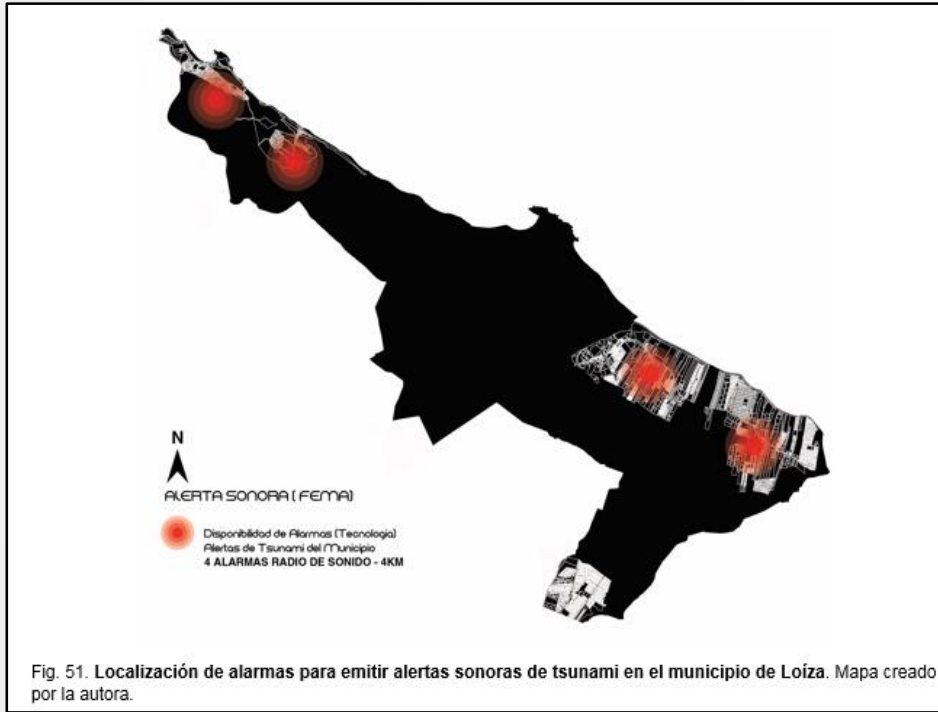 N
ALERTA SONORA (FEMA)
Disponibilidad de Alarmas (Tecnología)
Alertas de Tsunami del Municipio
4 ALARMAS RADIO DE SONIDO - 4KM
Fig. 51. Localización de alarmas para emitir alertas sonoras de tsunami en el municipio de Loíza. Mapa creado
por la autora.